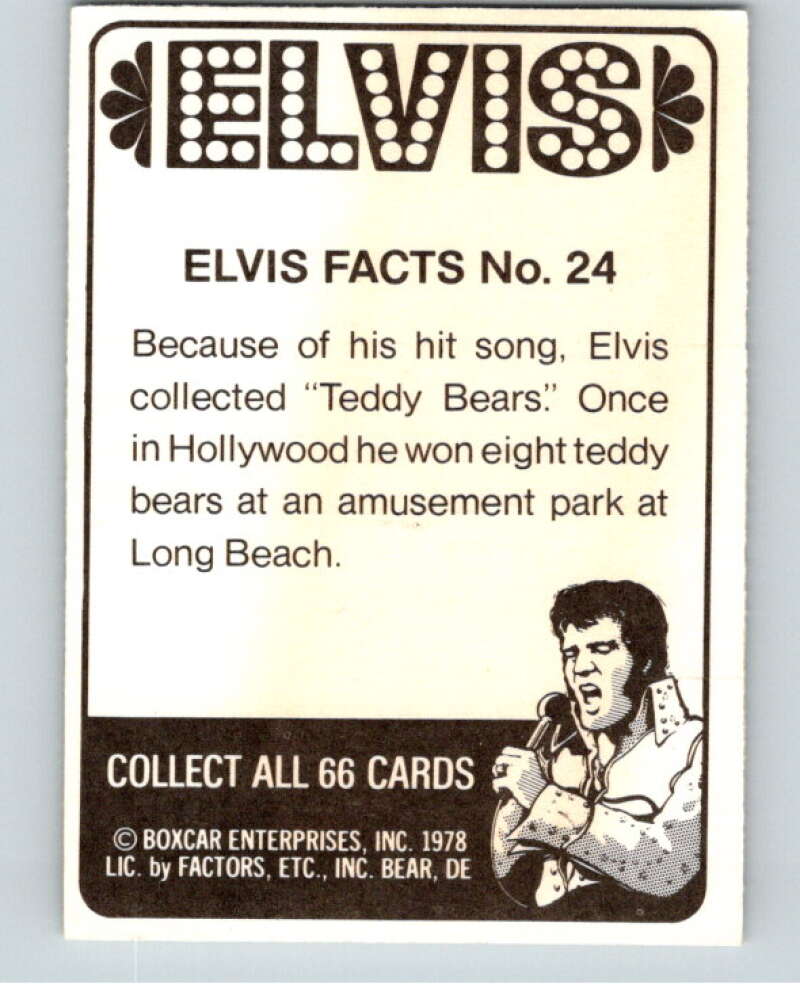 ELVIS
ELVIS FACTS No. 24
Because of his hit song, Elvis
collected "Teddy Bears." Once
in Hollywood he won eight teddy
bears at an amusement park at
Long Beach.
COLLECT ALL 66 CARDS
© BOXCAR ENTERPRISES, INC. 1978
LIC. by FACTORS, ETC., INC. BEAR, DE